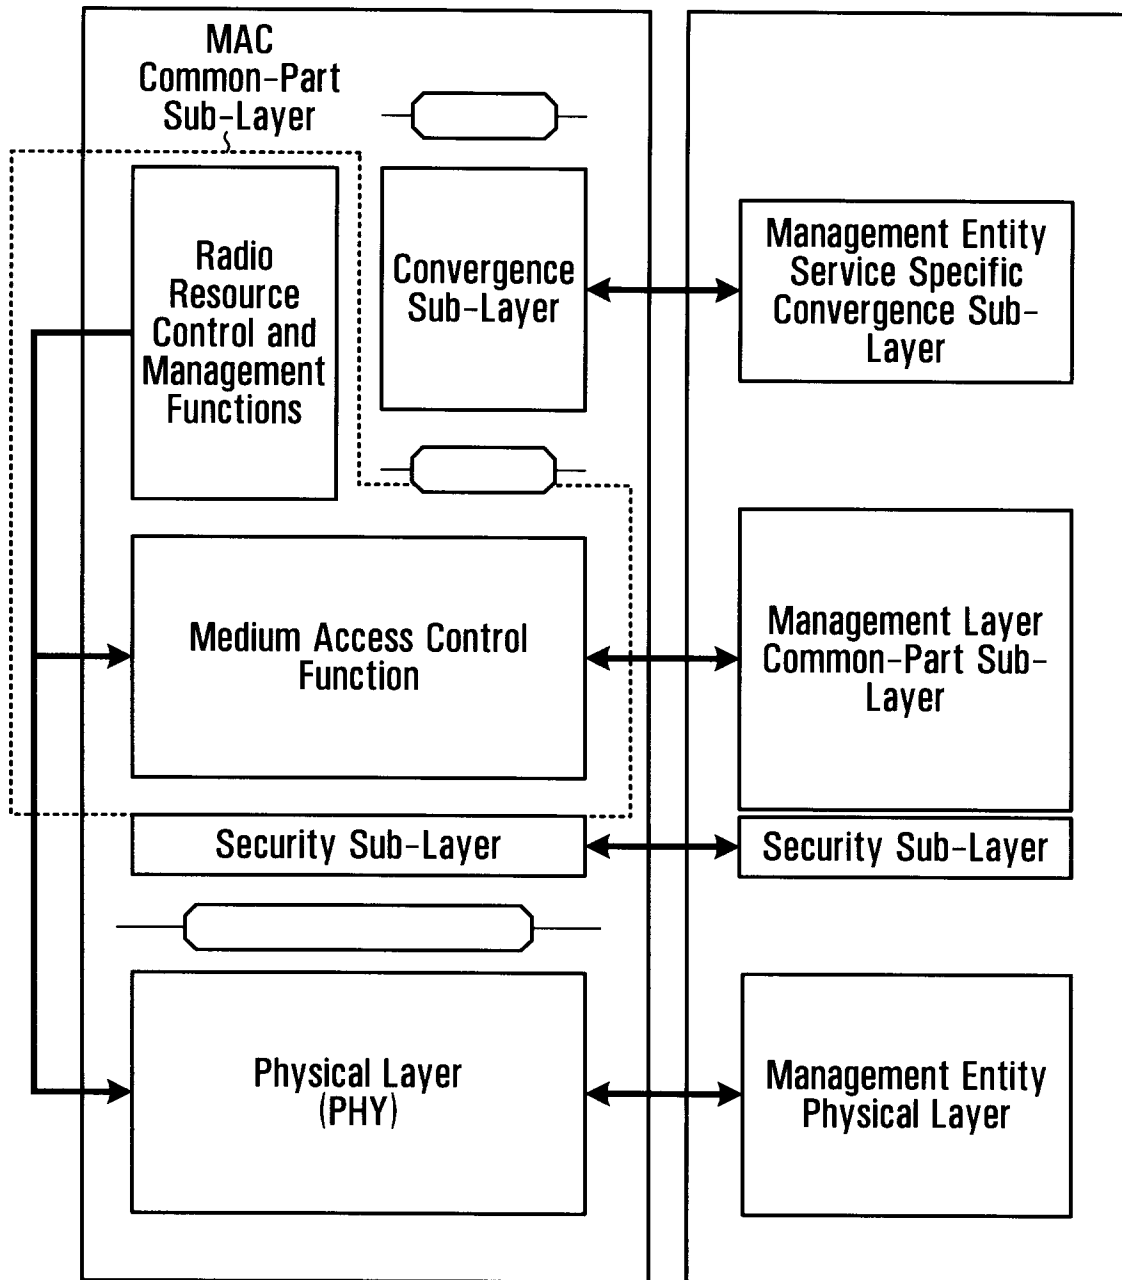 MAC
Common-Part
Sub-Layer
Radio
Resource
Control and
Management
Functions
Convergence
Sub-Layer
Management Entity
Service Specific
Convergence Sub-
Layer
Medium Access Control
Function
Management Layer
Common-Part Sub-
Layer
Security Sub-Layer
Security Sub-Layer
Physical Layer
(PHY)
Management Entity
Physical Layer